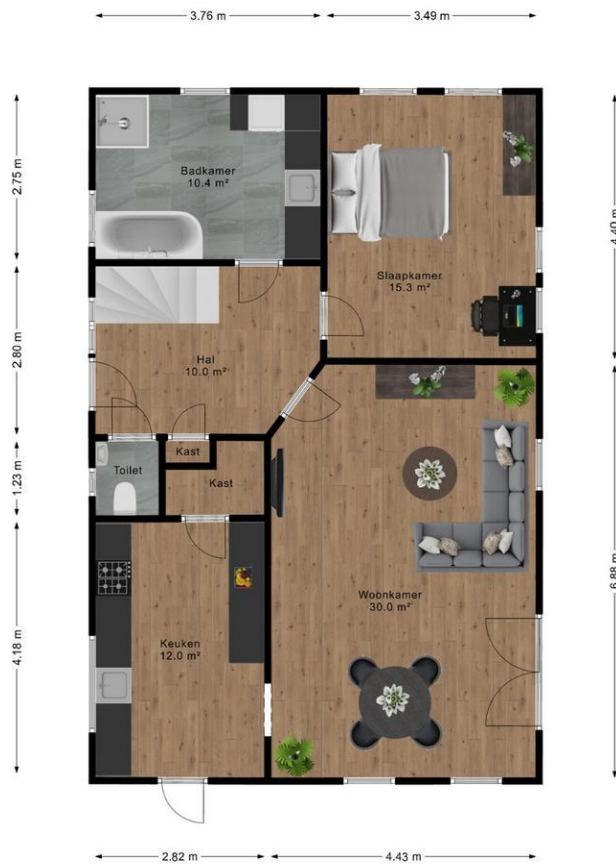 3.76 m
3.49 m
2.75 m
2.80 m
1.23 m
4.18 m
4.40 m
6.88 m
Badkamer
10.4 m²
Slaapkamer
15.3 m²
Hal
10.0 m²
Kast
Toilet
Kast
Woonkamer
30.0 m²
Keuken
12.0 m²
2.82 m
4.43 m